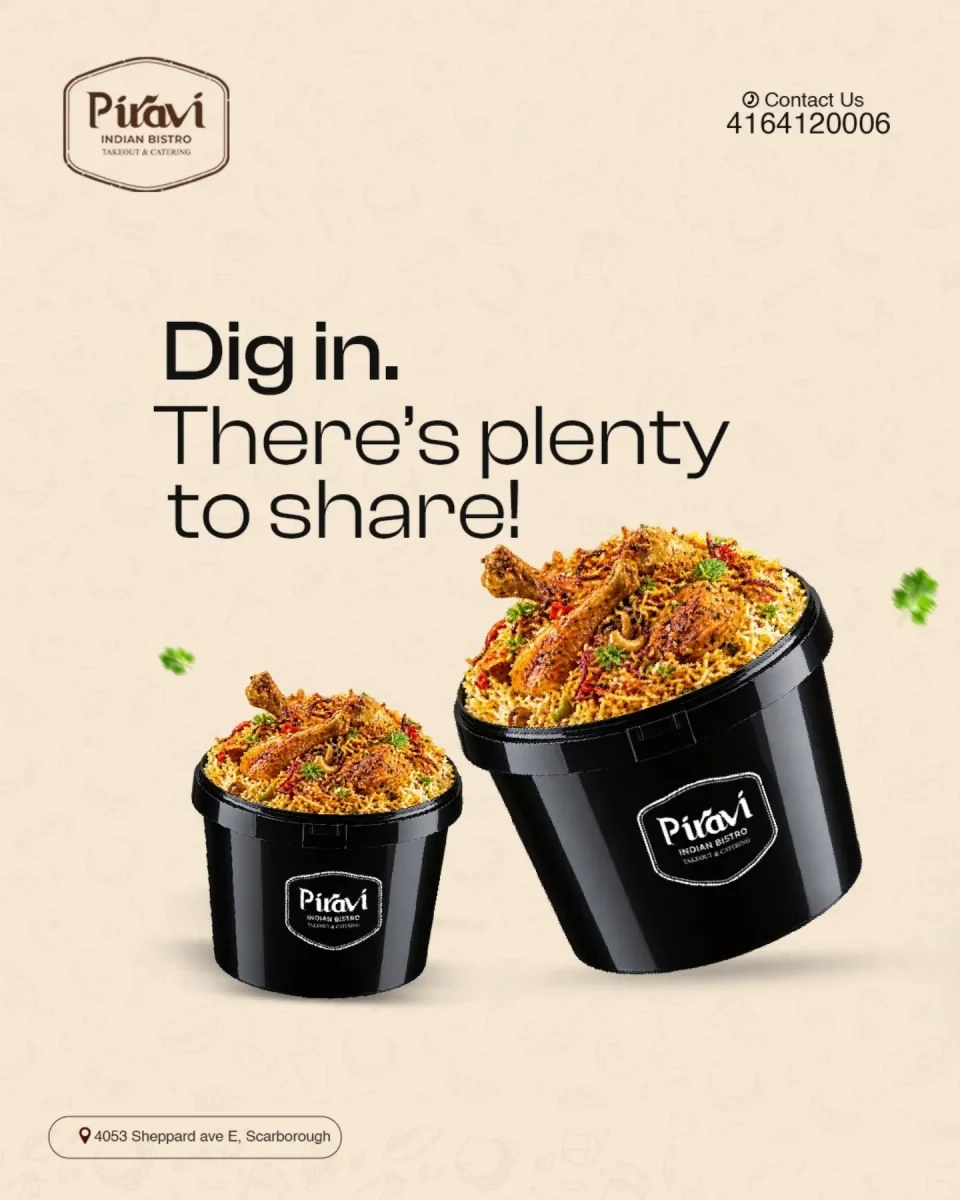 Piravi
INDIAN BISTRO
TAKEOUT & CATERING
Contact Us
4164120006
Dig in.
There's plenty
to share!
Piravi
INDIAN BISTRO
TAKEOUT & CATERING
Piravi
INDIAN BISTRO
TAKEOUT & CATERING
4053 Sheppard ave E, Scarborough